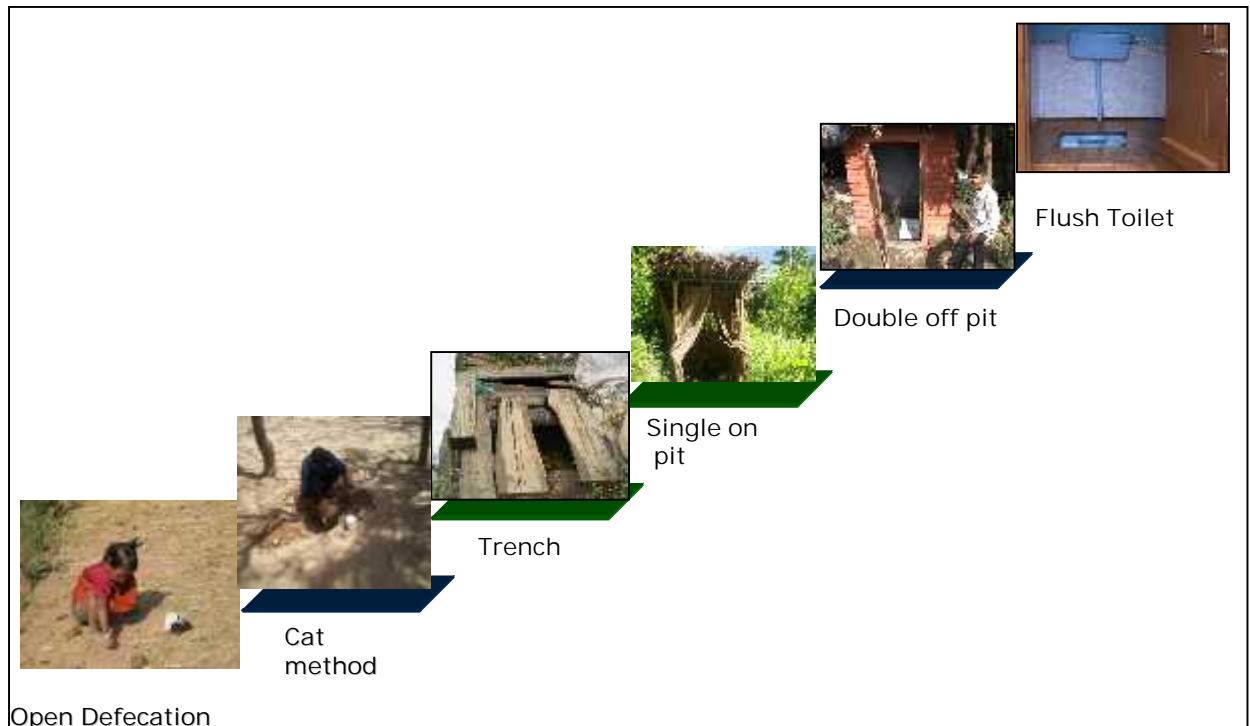 Flush Toilet
Double off pit
Single on
pit
Trench
Cat
method
Open Defecation